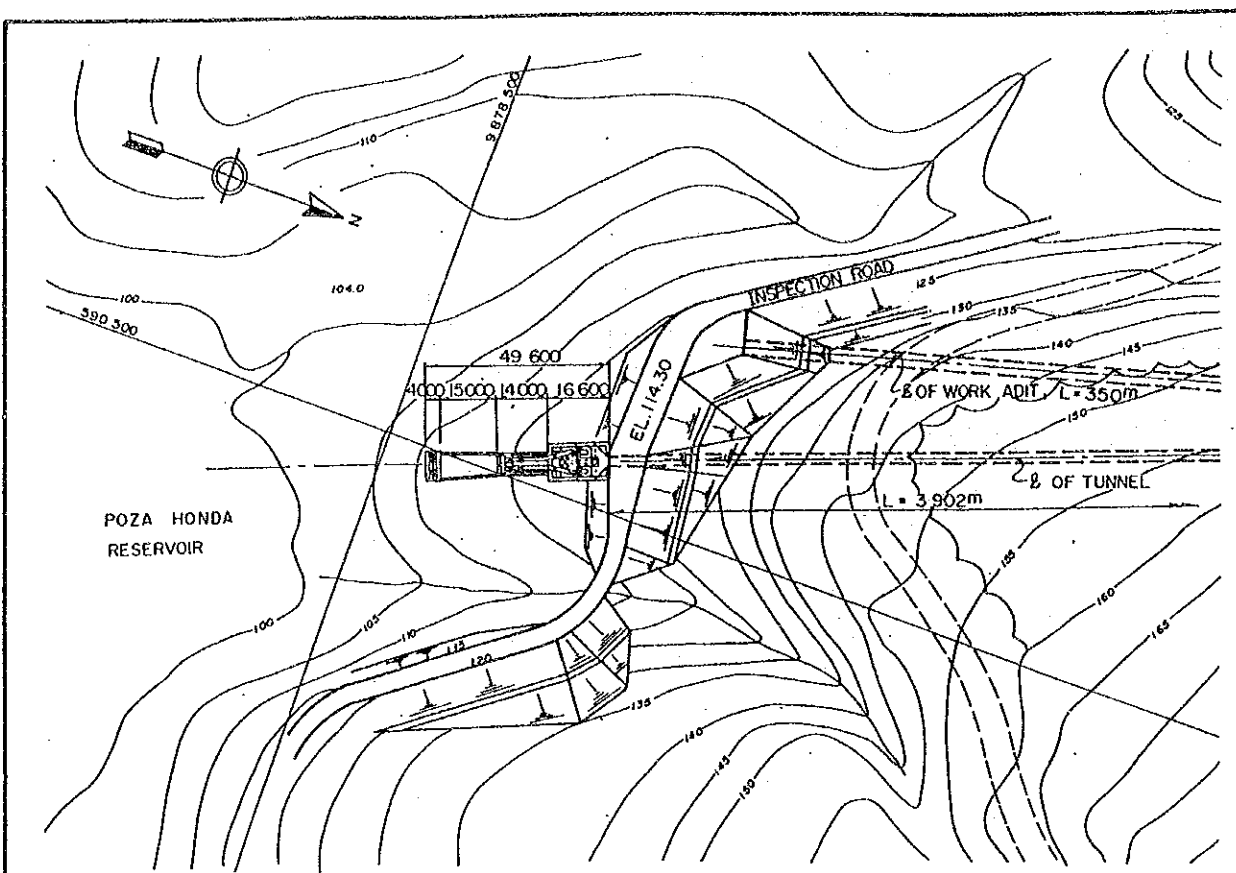 9 878 500
110
125
N
100
104.0
590 500
INSPECTION ROAD
125
130
135
140
145
49 600
4000 15000 14000 16 600
EL. 114.30
℄ OF WORK ADIT, L=350m
150
℄ OF TUNNEL
L = 3 902m
POZA HONDA
RESERVOIR
155
160
165
100
105
110
115
120
135
140
145
150